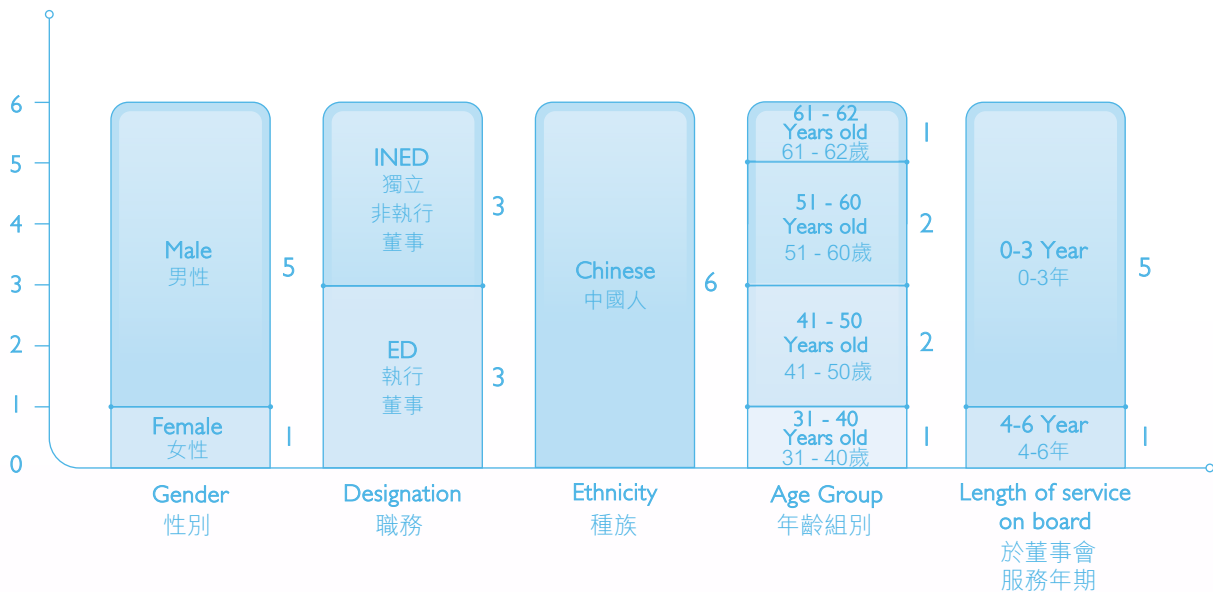 6
5
4
3
2
1
0
Male
男性
5
Female
女性
1
Gender
性別
INED
獨立
非執行
董事
3
ED
執行
董事
3
Designation
職務
Chinese
中國人
6
Ethnicity
種族
61 - 62
Years old
61 - 62歲
1
51 - 60
Years old
51 - 60歲
2
41 - 50
Years old
41 - 50歲
2
31 - 40
Years old
31 - 40歲
1
Age Group
年齡組別
0-3 Year
0-3年
5
4-6 Year
4-6年
1
Length of service
on board
於董事會
服務年期